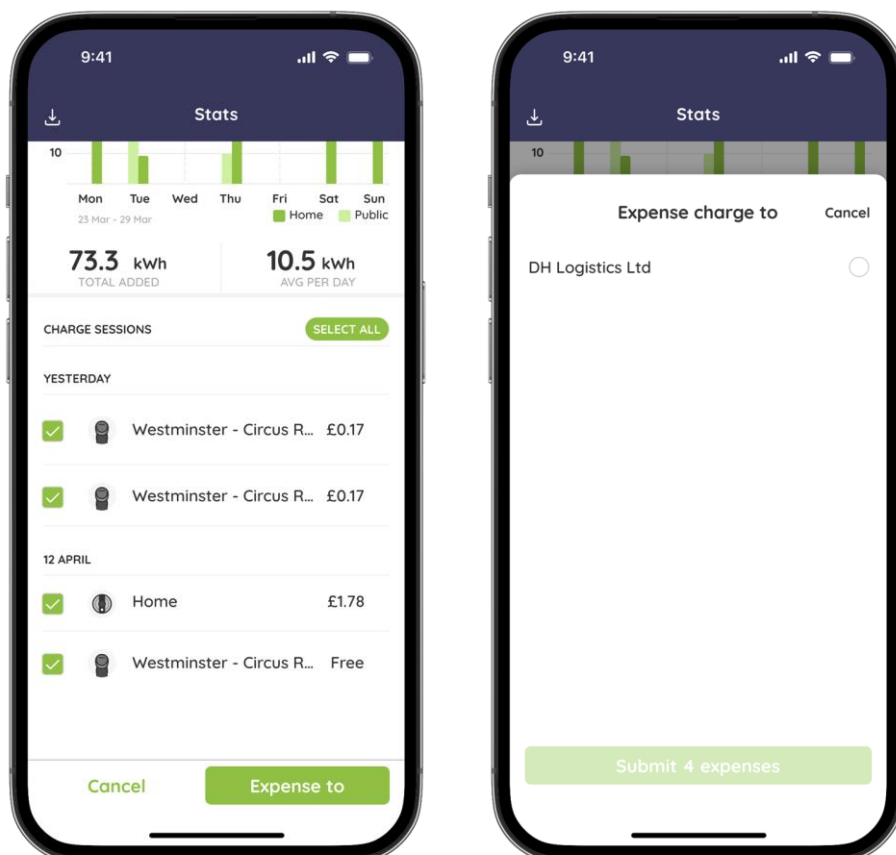 9:41
Stats
10
Mon Tue Wed Thu Fri Sat Sun
23 Mar - 29 Mar
Home Public
73.3 kWh
TOTAL ADDED
10.5 kWh
AVG PER DAY
CHARGE SESSIONS
SELECT ALL
YESTERDAY
Westminster - Circus R... £0.17
Westminster - Circus R... £0.17
12 APRIL
Home £1.78
Westminster - Circus R... Free
Cancel
Expense to
9:41
Stats
10
Expense charge to
Cancel
DH Logistics Ltd
Submit 4 expenses